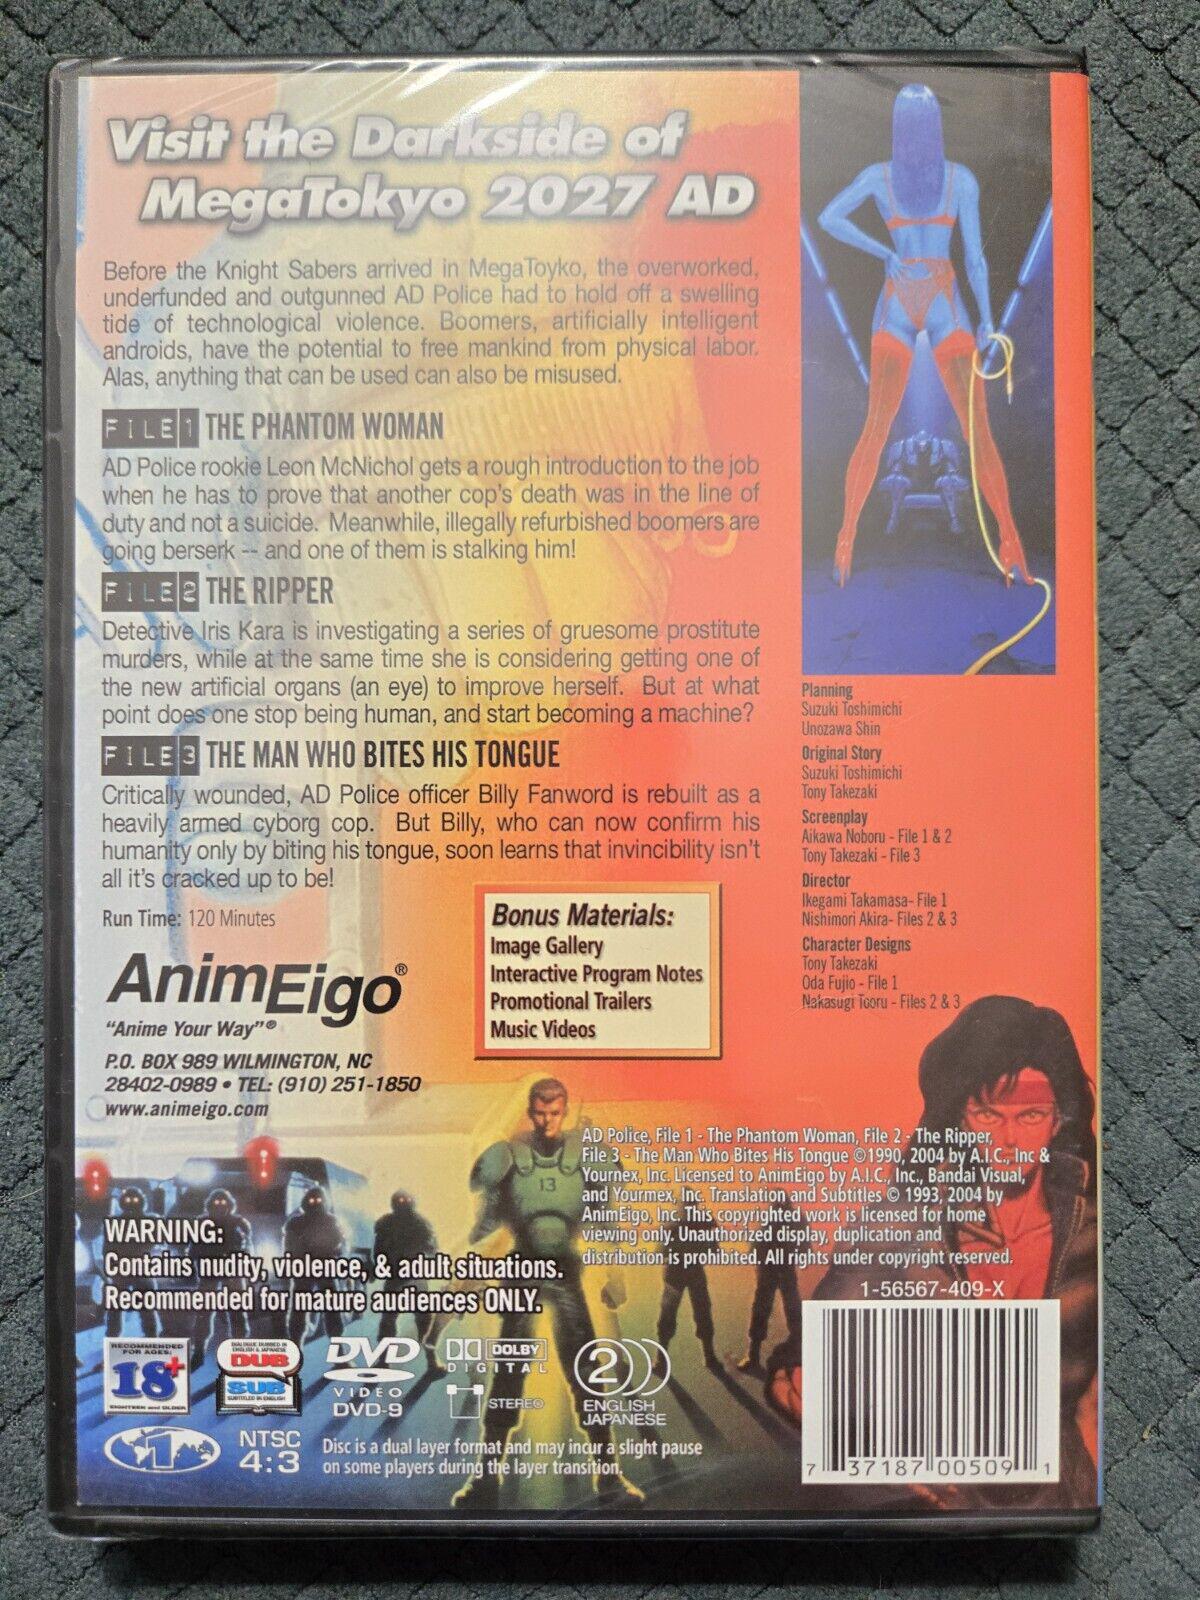 Visit the Darkside of
MegaTokyo 2027 AD
Before the Knight Sabers arrived in MegaToyko, the overworked,
underfunded and outgunned AD Police had to hold off a swelling
tide of technological violence. Boomers, artificially intelligent
androids, have the potential to free mankind from physical labor.
Alas, anything that can be used can also be misused.
FILE 1 THE PHANTOM WOMAN
AD Police rookie Leon McNichol gets a rough introduction to the job
when he has to prove that another cop's death was in the line of
duty and not a suicide. Meanwhile, illegally refurbished boomers are
going berserk -- and one of them is stalking him!
FILE 2 THE RIPPER
Detective Iris Kara is investigating a series of gruesome prostitute
murders, while at the same time she is considering getting one of
the new artificial organs (an eye) to improve herself. But at what
point does one stop being human, and start becoming a machine?
FILE 3 THE MAN WHO BITES HIS TONGUE
Critically wounded, AD Police officer Billy Fanword is rebuilt as a
heavily armed cyborg cop. But Billy, who can now confirm his
humanity only by biting his tongue, soon learns that invincibility isn't
all it's cracked up to be!
Run Time: 120 Minutes
AnimEigo®
"Anime Your Way"®
P.O. BOX 989 WILMINGTON, NC
28402-0989 • TEL: (910) 251-1850
www.animeigo.com
Bonus Materials:
Image Gallery
Interactive Program Notes
Promotional Trailers
Music Videos
Planning
Suzuki Toshimichi
Unozawa Shin
Original Story
Suzuki Toshimichi
Tony Takezaki
Screenplay
Aikawa Noboru - File 1 & 2
Tony Takezaki - File 3
Director
Ikegami Takamasa- File 1
Nishimori Akira- Files 2 & 3
Character Designs
Tony Takezaki
Oda Fujio - File 1
Nakasugi Tooru - Files 2 & 3
13
AD Police, File 1 - The Phantom Woman, File 2 - The Ripper,
File 3 - The Man Who Bites His Tongue ©1990, 2004 by A.I.C., Inc &
Yournex, Inc. Licensed to AnimEigo by A.I.C., Inc., Bandai Visual,
and Yourmex, Inc. Translation and Subtitles © 1993, 2004 by
AnimEigo, Inc. This copyrighted work is licensed for home
viewing only. Unauthorized display, duplication and
distribution is prohibited. All rights under copyright reserved.
WARNING:
Contains nudity, violence, & adult situations.
Recommended for mature audiences ONLY.
1-56567-409-X
RECOMMENDED
FOR AGES:
18+
EIGHTEEN and OLDER
DIALOGUE DUBBED IN
ENGLISH & JAPANESE
DUB
SUB
SUBTITLED IN ENGLISH
DVD
VIDEO
DVD-9
DOLBY
DIGITAL
STEREO
2
ENGLISH
JAPANESE
1
NTSC
4:3
Disc is a dual layer format and may incur a slight pause
on some players during the layer transition.
7 37187 00509 1